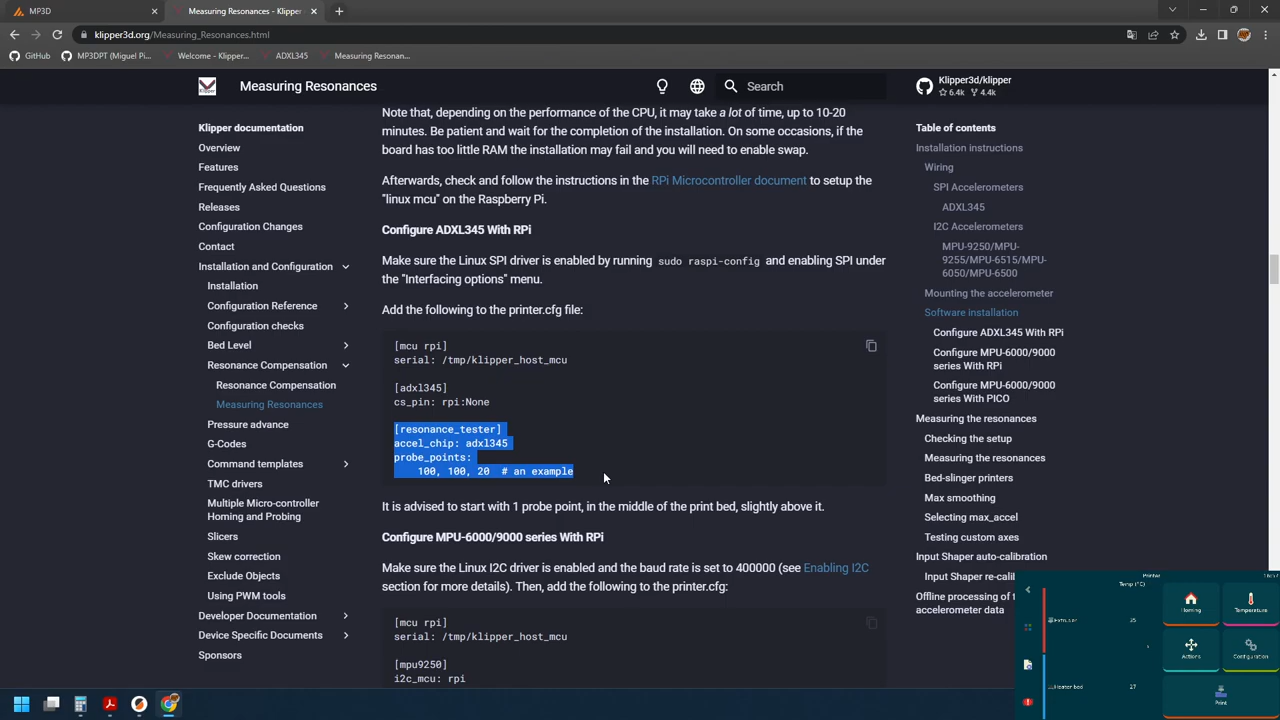 MP3D
Measuring Resonances - Klipper
klipper3d.org/Measuring_Resonances.html
GitHub
MP3DPT (Miguel Pi...
Welcome - Klipper...
ADXL345
Measuring Resonan...
Measuring Resonances
Search
Klipper3d/klipper
6.4k 4.4k
Klipper documentation
Overview
Features
Frequently Asked Questions
Releases
Configuration Changes
Contact
Installation and Configuration
Installation
Configuration Reference
Configuration checks
Bed Level
Resonance Compensation
Resonance Compensation
Measuring Resonances
Pressure advance
G-Codes
Command templates
TMC drivers
Multiple Micro-controller
Homing and Probing
Slicers
Skew correction
Exclude Objects
Using PWM tools
Developer Documentation
Device Specific Documents
Sponsors
Note that, depending on the performance of the CPU, it may take a lot of time, up to 10-20
minutes. Be patient and wait for the completion of the installation. On some occasions, if the
board has too little RAM the installation may fail and you will need to enable swap.
Afterwards, check and follow the instructions in the RPi Microcontroller document to setup the
"linux mcu" on the Raspberry Pi.
Configure ADXL345 With RPi
Make sure the Linux SPI driver is enabled by running sudo raspi-config and enabling SPI under
the "Interfacing options" menu.
Add the following to the printer.cfg file:
[mcu rpi]
serial: /tmp/klipper_host_mcu
[adxl345]
cs_pin: rpi:None
[resonance_tester]
accel_chip: adxl345
probe_points:
100, 100, 20 # an example
It is advised to start with 1 probe point, in the middle of the print bed, slightly above it.
Configure MPU-6000/9000 series With RPi
Make sure the Linux I2C driver is enabled and the baud rate is set to 400000 (see Enabling I2C
section for more details). Then, add the following to the printer.cfg:
[mcu rpi]
serial: /tmp/klipper_host_mcu
[mpu9250]
i2c_mcu: rpi
Table of contents
Installation instructions
Wiring
SPI Accelerometers
ADXL345
I2C Accelerometers
MPU-9250/MPU-
9255/MPU-6515/MPU-
6050/MPU-6500
Mounting the accelerometer
Software installation
Configure ADXL345 With RPi
Configure MPU-6000/9000
series With RPi
Configure MPU-6000/9000
series With PICO
Measuring the resonances
Checking the setup
Measuring the resonances
Bed-slinger printers
Max smoothing
Selecting max_accel
Testing custom axes
Input Shaper auto-calibration
Input Shaper re-cali
Offline processing of t
accelerometer data
Printer
Temp (°C)
Extruder 35
Heater bed 27
Homing
Temperature
Actions
Configuration
Print